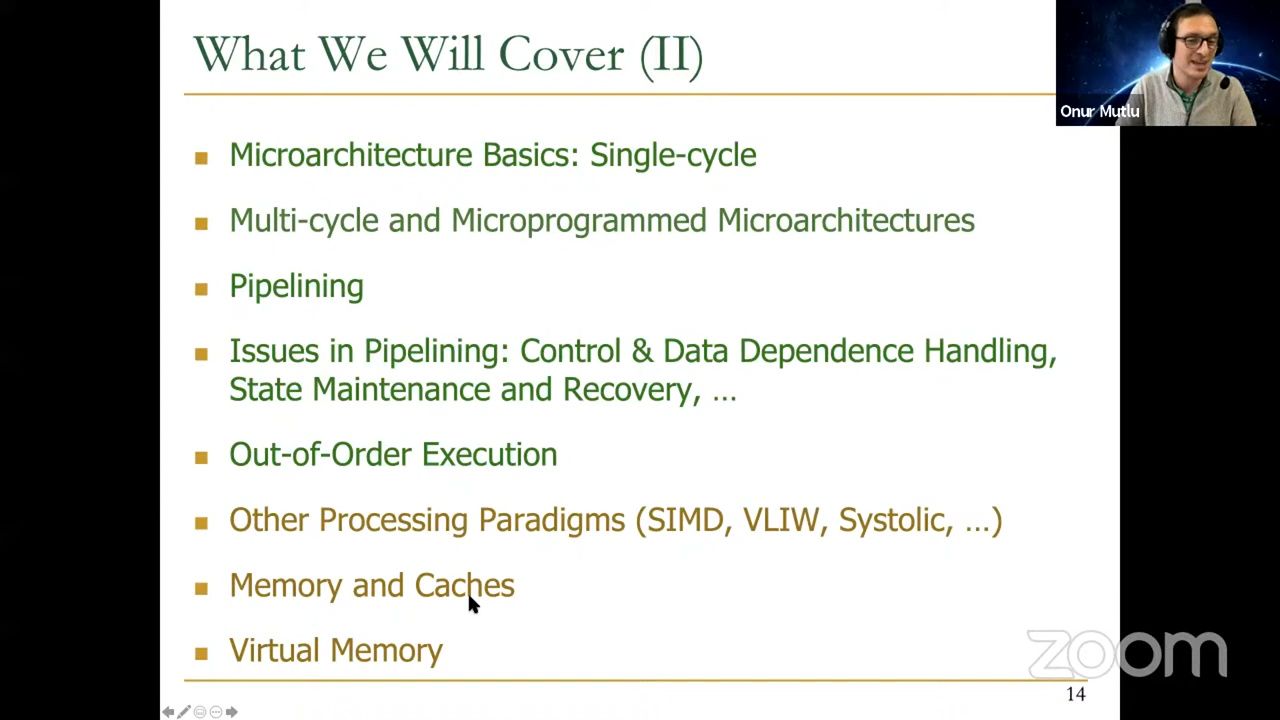 What We Will Cover (II)
Onur Mutlu
■ Microarchitecture Basics: Single-cycle
■ Multi-cycle and Microprogrammed Microarchitectures
■ Pipelining
■ Issues in Pipelining: Control & Data Dependence Handling,
State Maintenance and Recovery, …
■ Out-of-Order Execution
■ Other Processing Paradigms (SIMD, VLIW, Systolic, …)
■ Memory and Caches
■ Virtual Memory
zoom
14